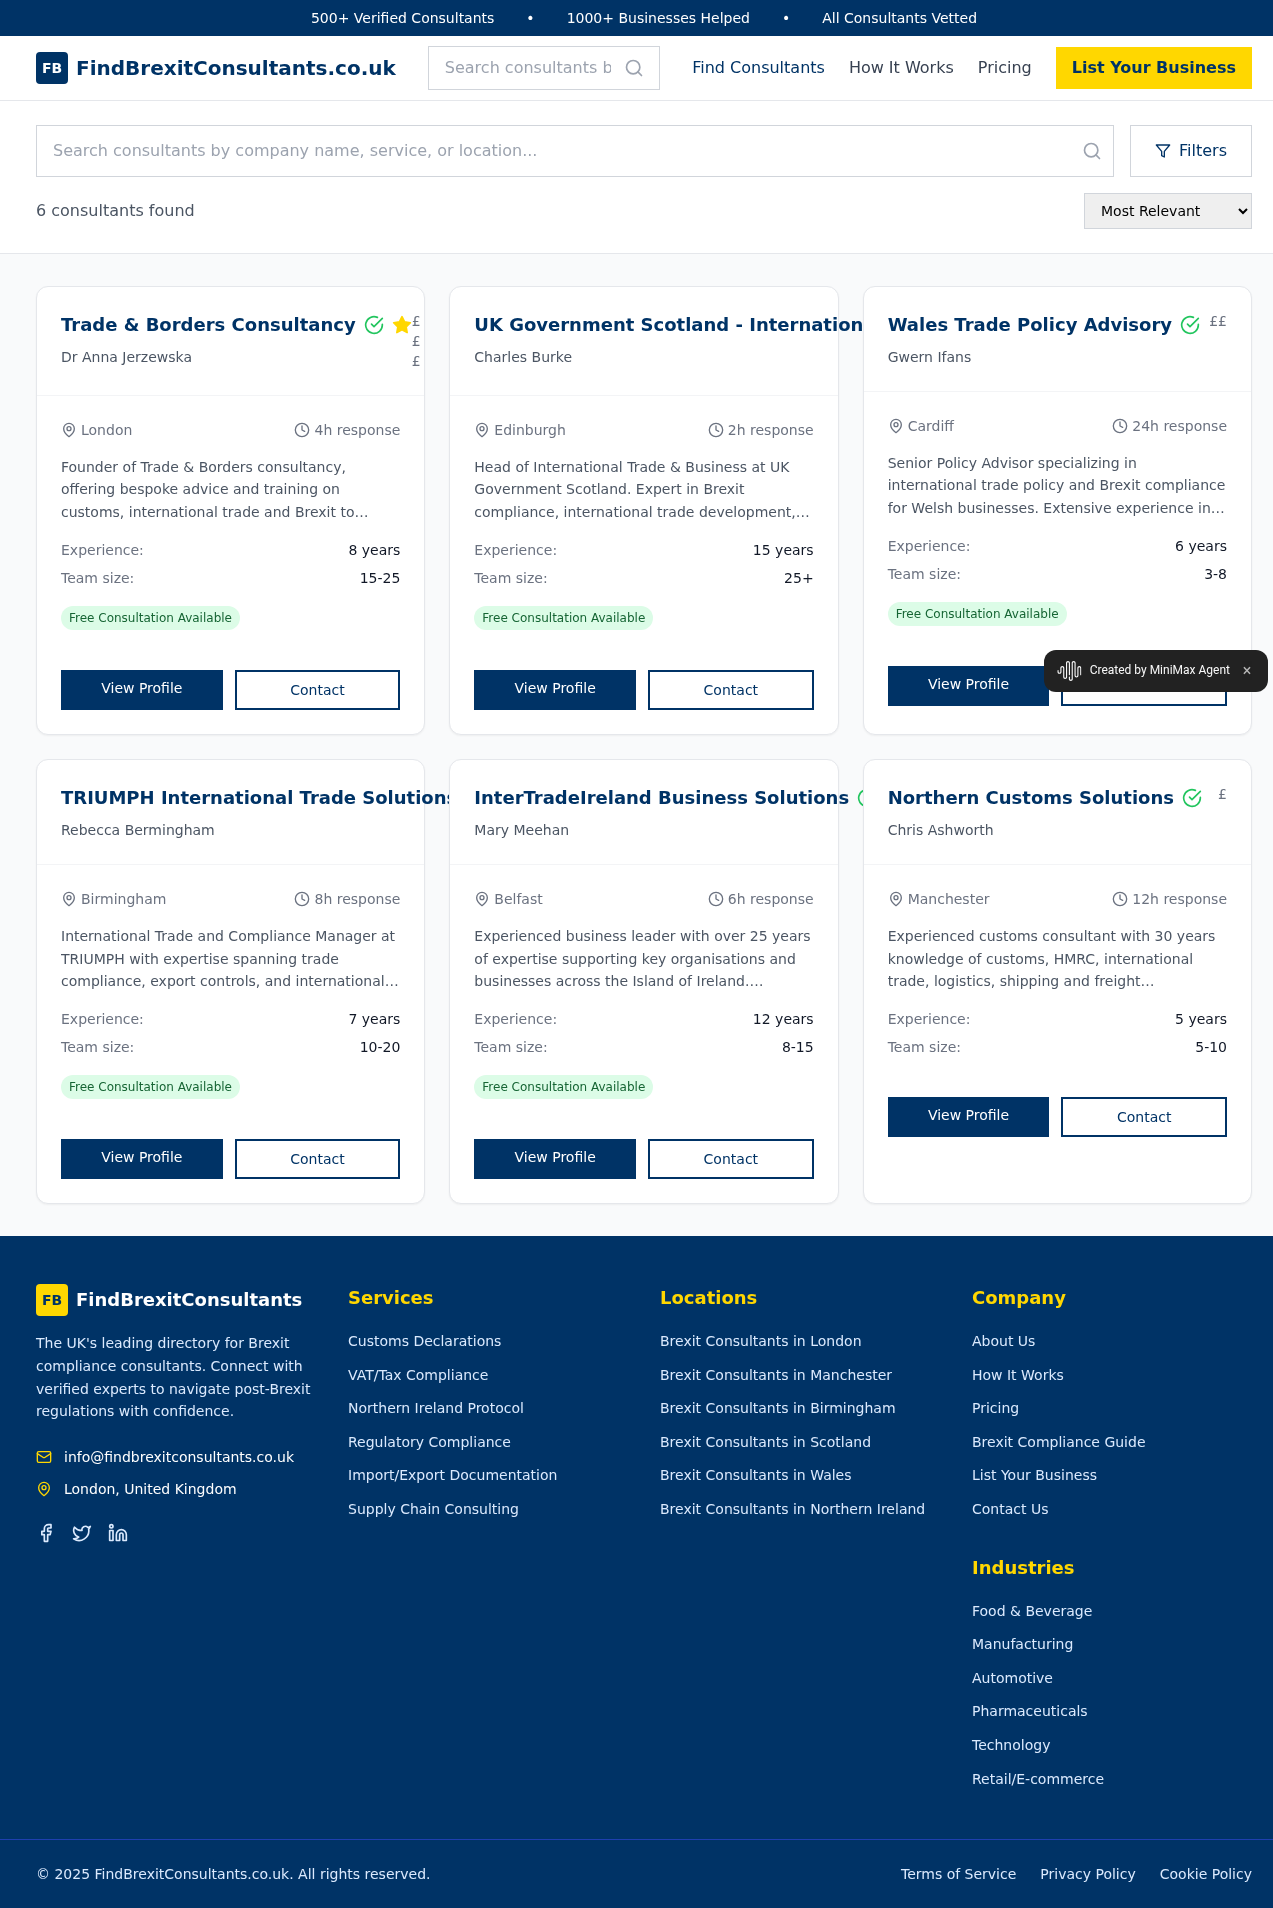 500+ Verified Consultants • 1000+ Businesses Helped • All Consultants Vetted
FB FindBrexitConsultants.co.uk
Search consultants b
Find Consultants How It Works Pricing List Your Business
Search consultants by company name, service, or location...
Filters
6 consultants found
Most Relevant
Trade & Borders Consultancy
£
£
£
Dr Anna Jerzewska
London 4h response
Founder of Trade & Borders consultancy,
offering bespoke advice and training on
customs, international trade and Brexit to…
Experience: 8 years
Team size: 15-25
Free Consultation Available
View Profile Contact
UK Government Scotland - Internation
Charles Burke
Edinburgh 2h response
Head of International Trade & Business at UK
Government Scotland. Expert in Brexit
compliance, international trade development,…
Experience: 15 years
Team size: 25+
Free Consultation Available
View Profile Contact
Wales Trade Policy Advisory ££
Gwern Ifans
Cardiff 24h response
Senior Policy Advisor specializing in
international trade policy and Brexit compliance
for Welsh businesses. Extensive experience in…
Experience: 6 years
Team size: 3-8
Free Consultation Available
View Profile
Created by MiniMax Agent ×
TRIUMPH International Trade Solutions
Rebecca Bermingham
Birmingham 8h response
International Trade and Compliance Manager at
TRIUMPH with expertise spanning trade
compliance, export controls, and international…
Experience: 7 years
Team size: 10-20
Free Consultation Available
View Profile Contact
InterTradeIreland Business Solutions
Mary Meehan
Belfast 6h response
Experienced business leader with over 25 years
of expertise supporting key organisations and
businesses across the Island of Ireland.…
Experience: 12 years
Team size: 8-15
Free Consultation Available
View Profile Contact
Northern Customs Solutions £
Chris Ashworth
Manchester 12h response
Experienced customs consultant with 30 years
knowledge of customs, HMRC, international
trade, logistics, shipping and freight…
Experience: 5 years
Team size: 5-10
View Profile Contact
FB FindBrexitConsultants
The UK's leading directory for Brexit
compliance consultants. Connect with
verified experts to navigate post-Brexit
regulations with confidence.
info@findbrexitconsultants.co.uk
London, United Kingdom
Services
Customs Declarations
VAT/Tax Compliance
Northern Ireland Protocol
Regulatory Compliance
Import/Export Documentation
Supply Chain Consulting
Locations
Brexit Consultants in London
Brexit Consultants in Manchester
Brexit Consultants in Birmingham
Brexit Consultants in Scotland
Brexit Consultants in Wales
Brexit Consultants in Northern Ireland
Company
About Us
How It Works
Pricing
Brexit Compliance Guide
List Your Business
Contact Us
Industries
Food & Beverage
Manufacturing
Automotive
Pharmaceuticals
Technology
Retail/E-commerce
© 2025 FindBrexitConsultants.co.uk. All rights reserved.
Terms of Service Privacy Policy Cookie Policy